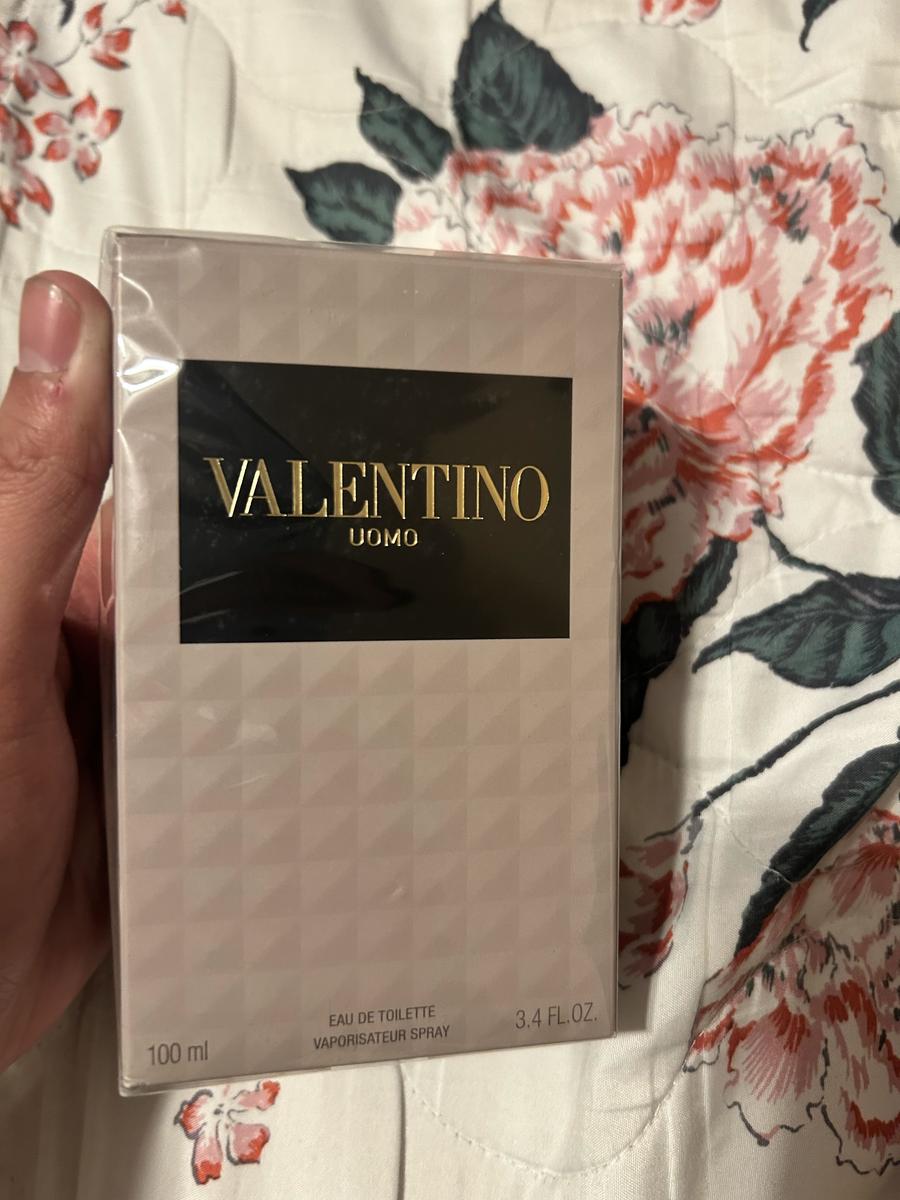 VALENTINO
UOMO
EAU DE TOILETTE
VAPORISATEUR SPRAY
100 ml
3.4 FL.OZ.